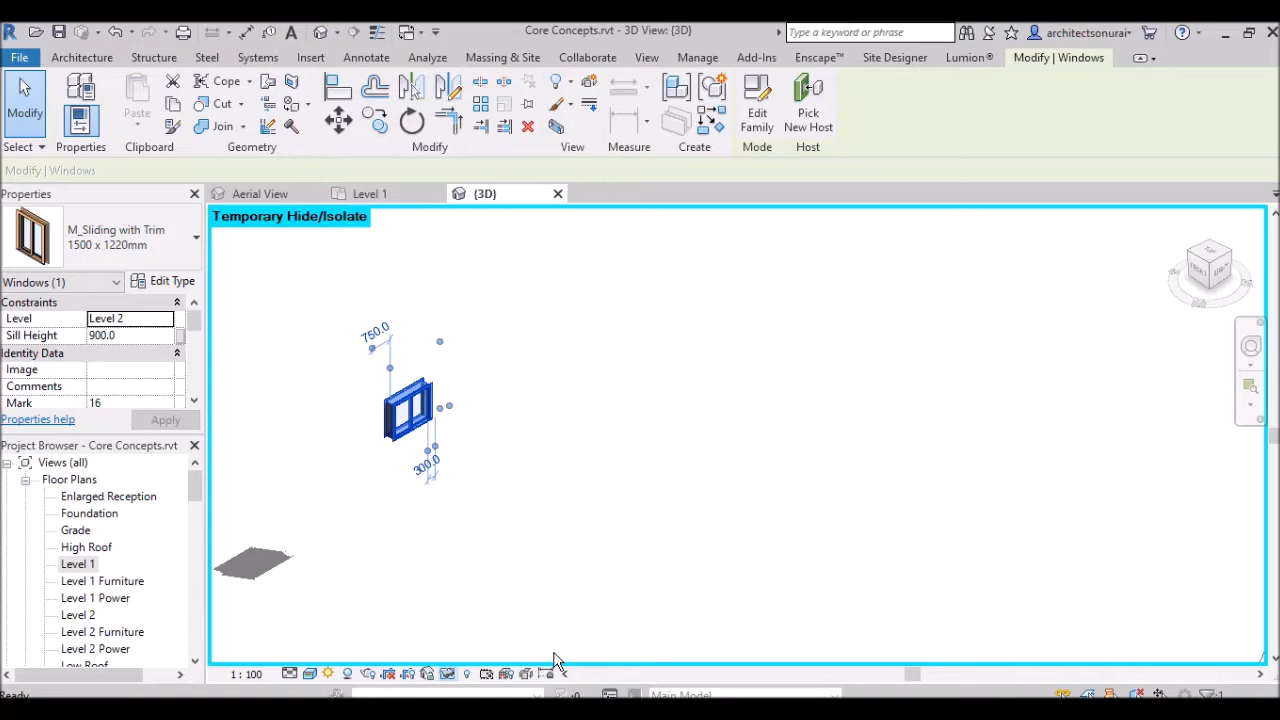 Core Concepts.rvt - 3D View: {3D}
Type a keyword or phrase
architectsonurai
File Architecture Structure Steel Systems Insert Annotate Analyze Massing & Site Collaborate View Manage Add-Ins Enscape™ Site Designer Lumion® Modify | Windows
Modify
Paste
Cope
Cut
Join
Edit Family
Pick New Host
Select Properties Clipboard Geometry Modify View Measure Create Mode Host
Modify | Windows
Properties
Aerial View
Level 1
{3D}
Temporary Hide/Isolate
M_Sliding with Trim
1500 x 1220mm
Windows (1)
Edit Type
Constraints
Level Level 2
Sill Height 900.0
Identity Data
Image
Comments
Mark 16
Properties help
Apply
750.0
300.0
TOP
Project Browser - Core Concepts.rvt
Views (all)
Floor Plans
Enlarged Reception
Foundation
Grade
High Roof
Level 1
Level 1 Furniture
Level 1 Power
Level 2
Level 2 Furniture
Level 2 Power
Low Roof
1 : 100
:0
Main Model
:1